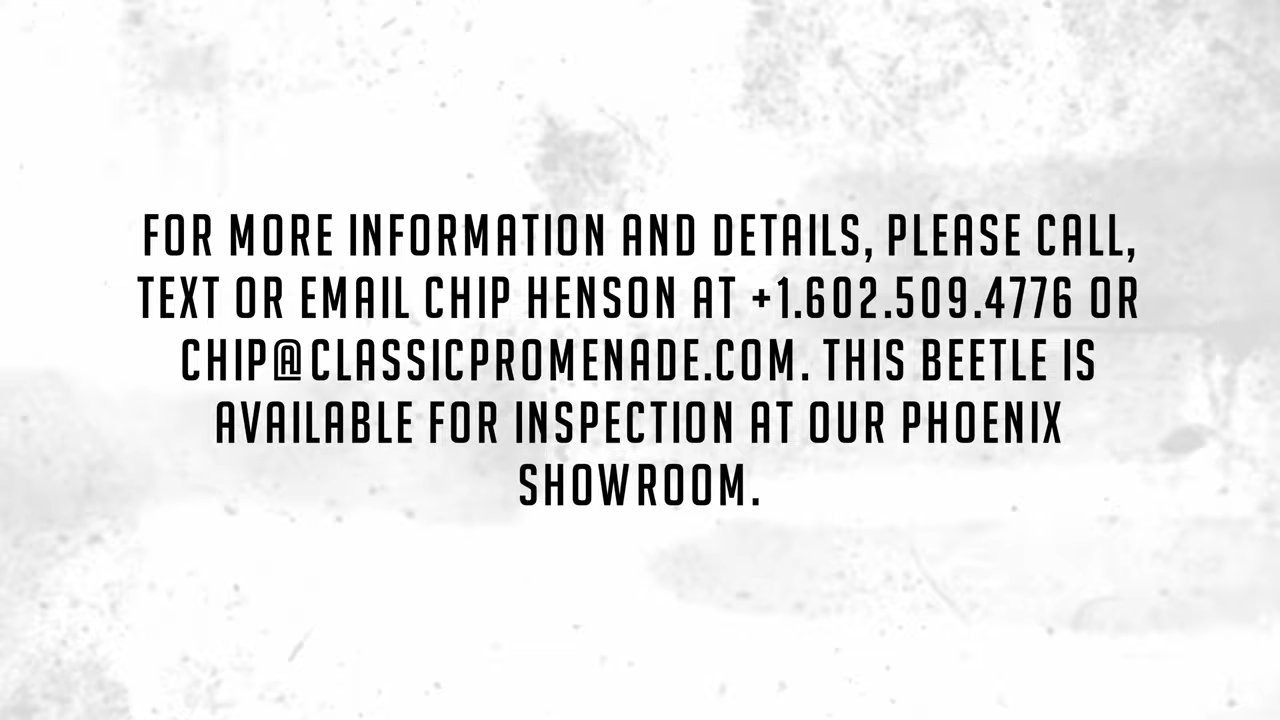 FOR MORE INFORMATION AND DETAILS, PLEASE CALL,
TEXT OR EMAIL CHIP HENSON AT +1.602.509.4776 OR
CHIP@CLASSICPROMENADE.COM. THIS BEETLE IS
AVAILABLE FOR INSPECTION AT OUR PHOENIX
SHOWROOM.